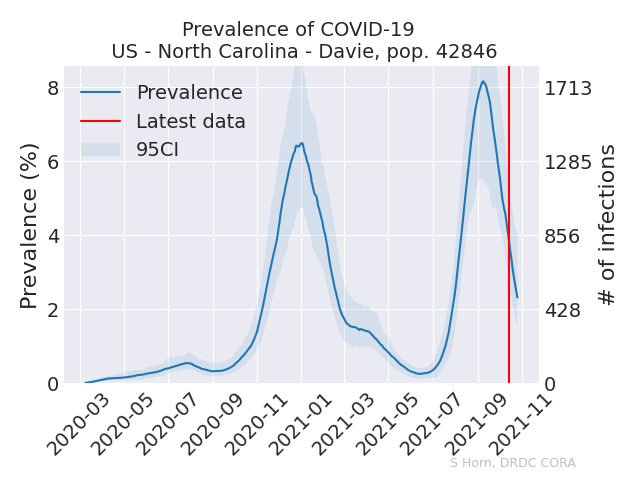 Prevalence of COVID-19
US - North Carolina - Davie, pop. 42846
Prevalence
Latest data
95CI
Prevalence (%)
8
6
4
2
0
1713
1285
856
428
0
# of infections
2020-03
2020-05
2020-07
2020-09
2020-11
2021-01
2021-03
2021-05
2021-07
2021-09
2021-11
S Horn, DRDC CORA